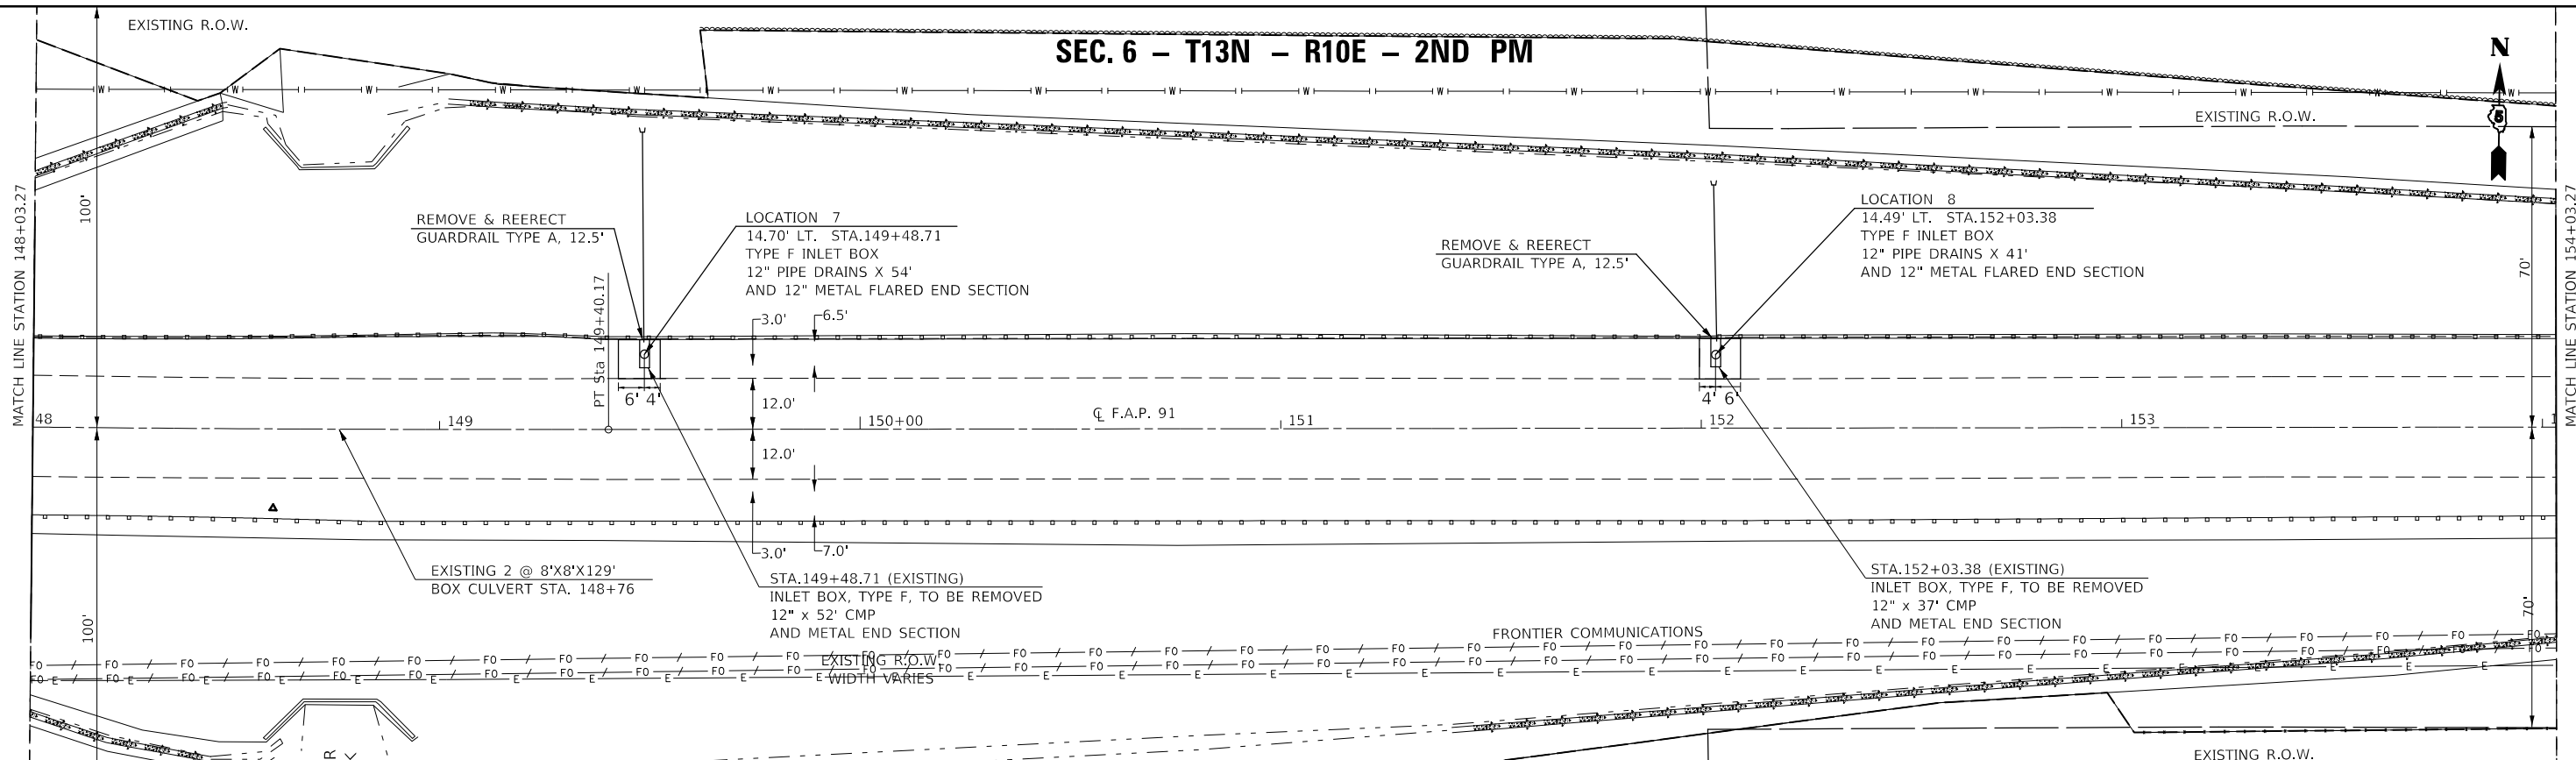 EXISTING R.O.W.
SEC. 6 – T13N – R10E – 2ND PM
N
5
EXISTING R.O.W.
MATCH LINE STATION 148+03.27
100'
REMOVE & REERECT
GUARDRAIL TYPE A, 12.5'
LOCATION 7
14.70' LT. STA.149+48.71
TYPE F INLET BOX
12" PIPE DRAINS X 54'
AND 12" METAL FLARED END SECTION
REMOVE & REERECT
GUARDRAIL TYPE A, 12.5'
LOCATION 8
14.49' LT. STA.152+03.38
TYPE F INLET BOX
12" PIPE DRAINS X 41'
AND 12" METAL FLARED END SECTION
70'
MATCH LINE STATION 154+03.27
PT Sta 149+40.17
3.0'
6.5'
6' 4'
12.0'
4' 6'
48
149
150+00
℄ F.A.P. 91
151
152
153
1
12.0'
3.0'
7.0'
EXISTING 2 @ 8'X8'X129'
BOX CULVERT STA. 148+76
STA.149+48.71 (EXISTING)
INLET BOX, TYPE F, TO BE REMOVED
12" x 52' CMP
AND METAL END SECTION
STA.152+03.38 (EXISTING)
INLET BOX, TYPE F, TO BE REMOVED
12" x 37' CMP
AND METAL END SECTION
100'
70'
FRONTIER COMMUNICATIONS
EXISTING R.O.W
WIDTH VARIES
EXISTING R.O.W.